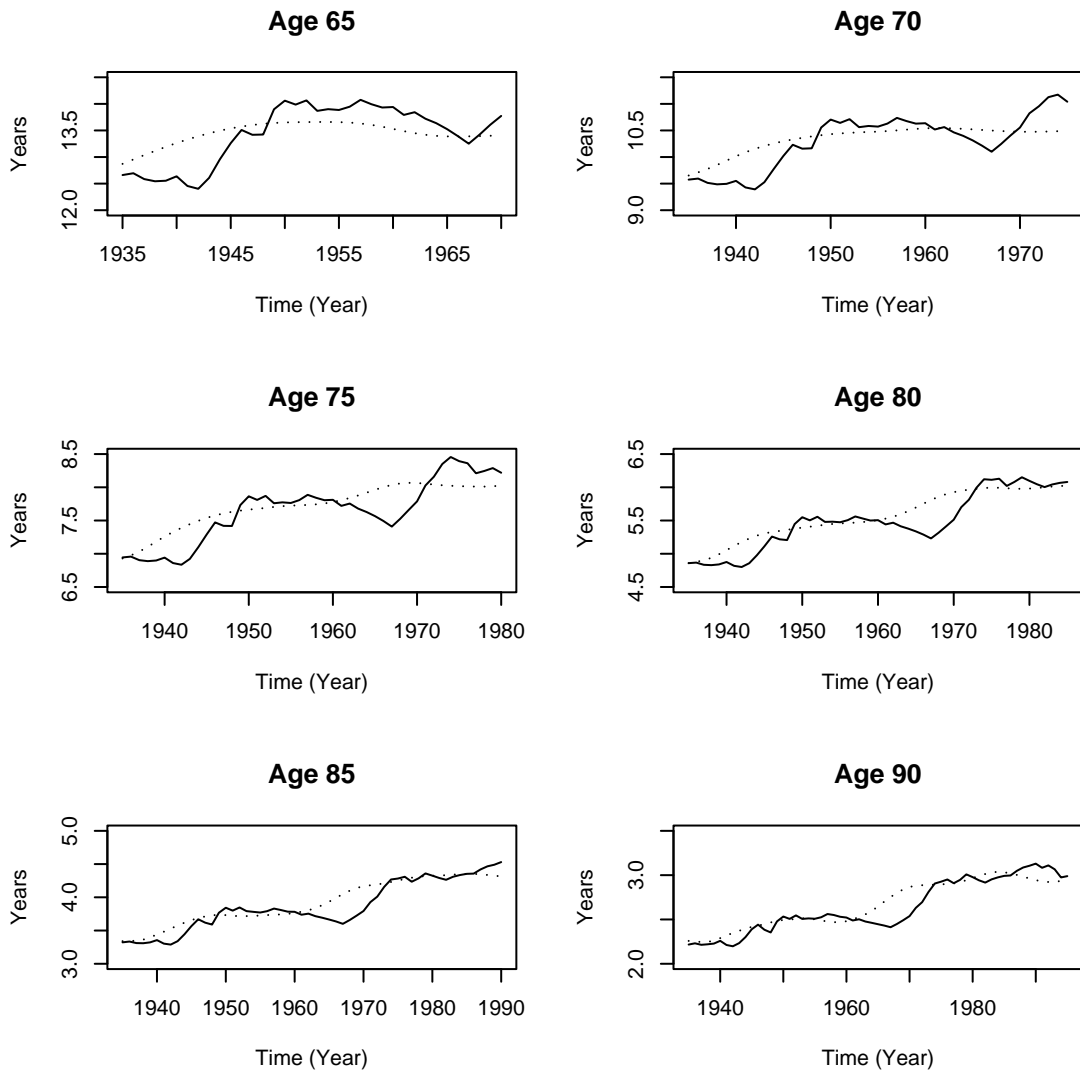 Age 65
Years
13.5
12.0
1935 1945 1955 1965
Time (Year)
Age 70
Years
10.5
9.0
1940 1950 1960 1970
Time (Year)
Age 75
Years
8.5
7.5
6.5
1940 1950 1960 1970 1980
Time (Year)
Age 80
Years
6.5
5.5
4.5
1940 1950 1960 1970 1980
Time (Year)
Age 85
Years
5.0
4.0
3.0
1940 1950 1960 1970 1980 1990
Time (Year)
Age 90
Years
3.0
2.0
1940 1960 1980
Time (Year)